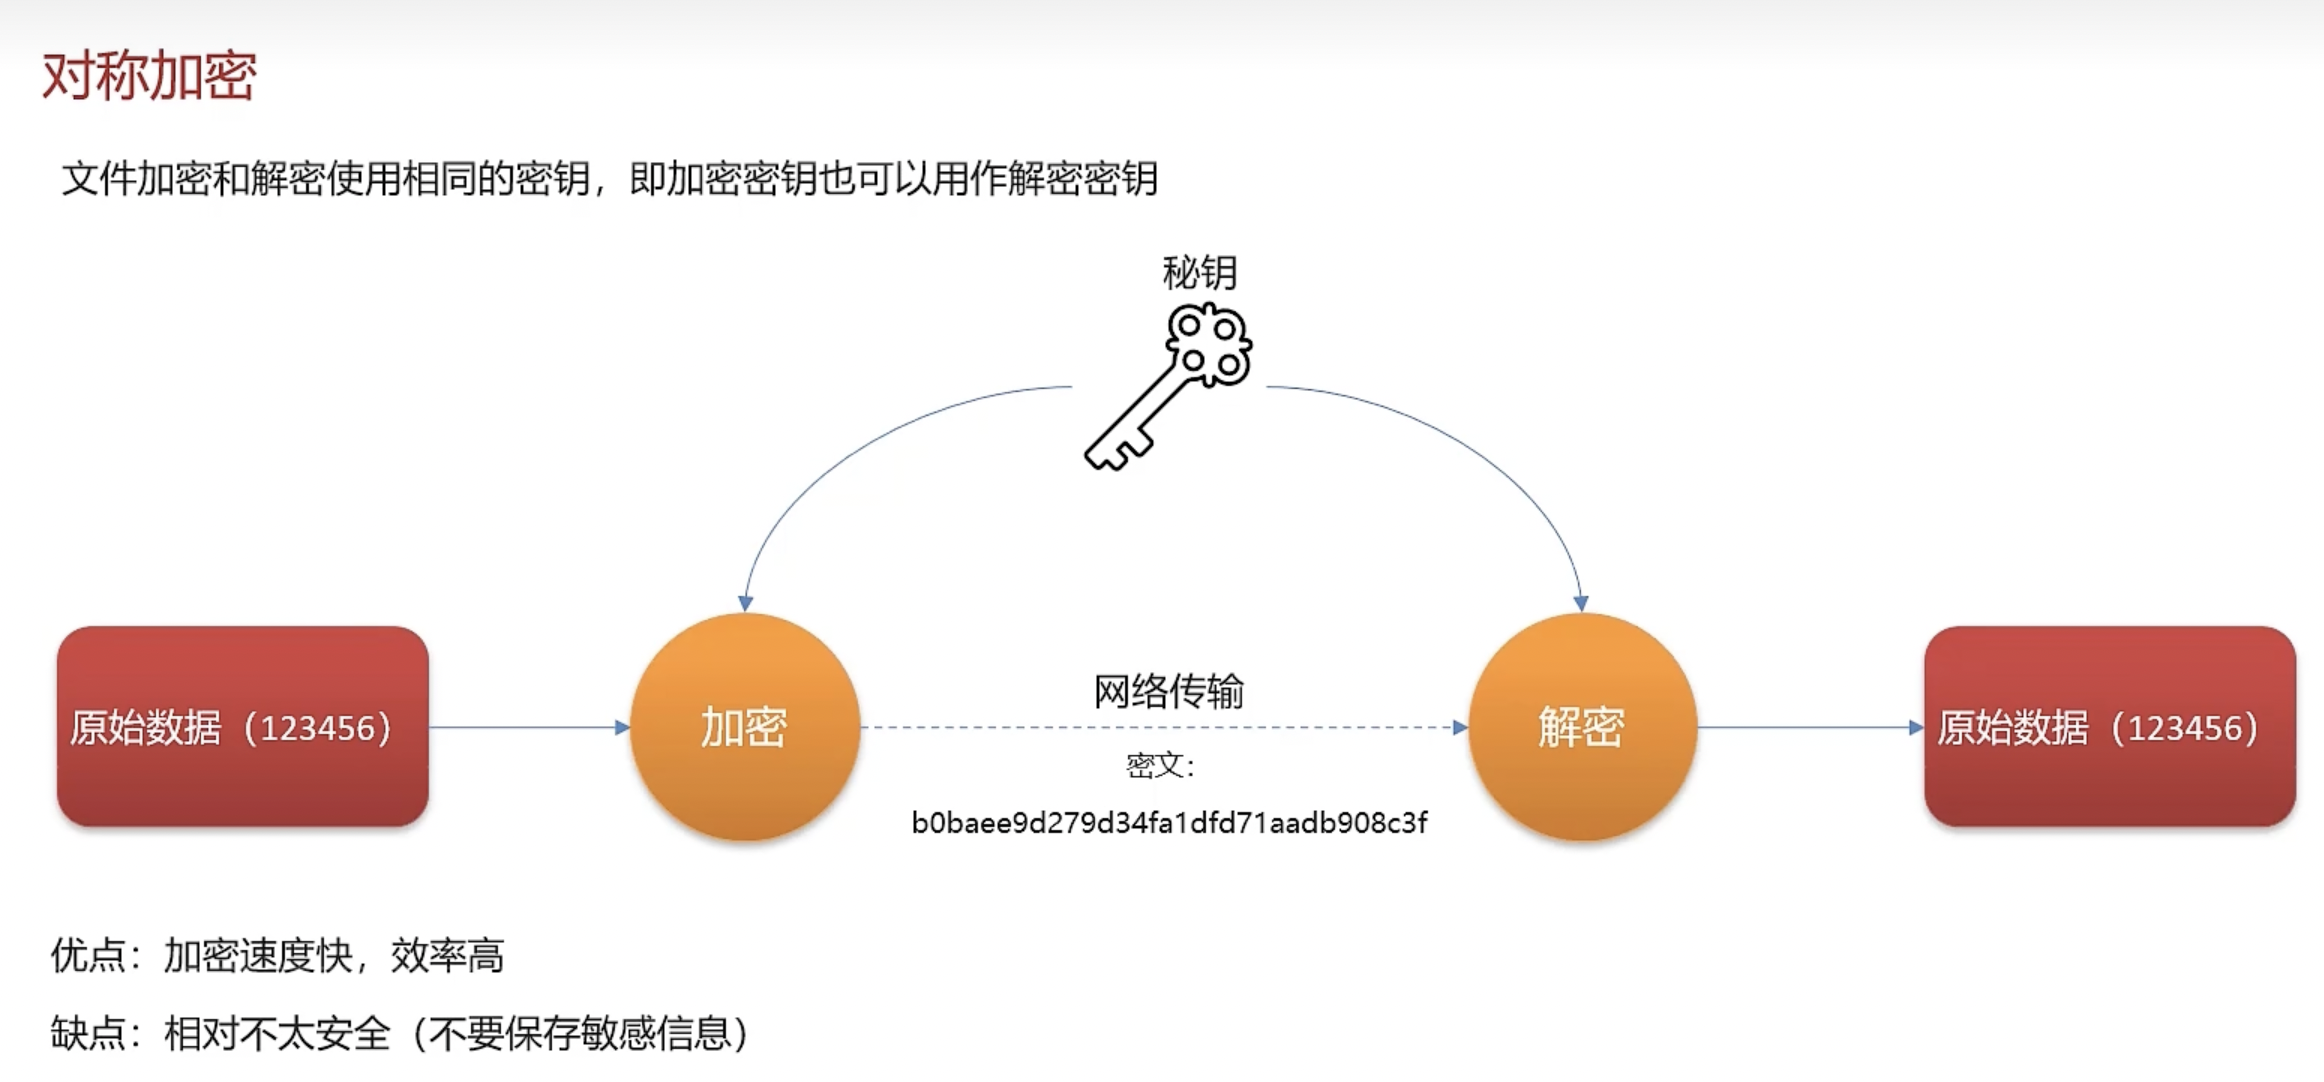 对称加密
文件加密和解密使用相同的密钥，即加密密钥也可以用作解密密钥
秘钥
原始数据（123456）
加密
网络传输
密文：
b0baee9d279d34fa1dfd71aadb908c3f
解密
原始数据（123456）
优点：加密速度快，效率高
缺点：相对不太安全（不要保存敏感信息）